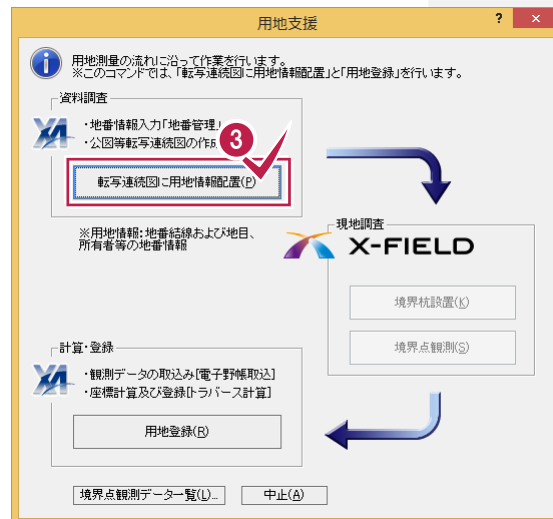 用地支援
? ×
用地測量の流れに沿って作業を行います。
※このコマンドでは、「転写連続図に用地情報配置」と「用地登録」を行います。
資料調査
・地番情報入力「地番管理」
・公図等転写連続図の作成
3
転写連続図に用地情報配置(P)
※用地情報:地番結線および地目、
所有者等の地番情報
現地調査
X-FIELD
境界杭設置(K)
境界点観測(S)
計算・登録
・観測データの取込み[電子野帳取込]
・座標計算及び登録[トラバース計算]
用地登録(R)
境界点観測データ一覧(L)...
中止(A)